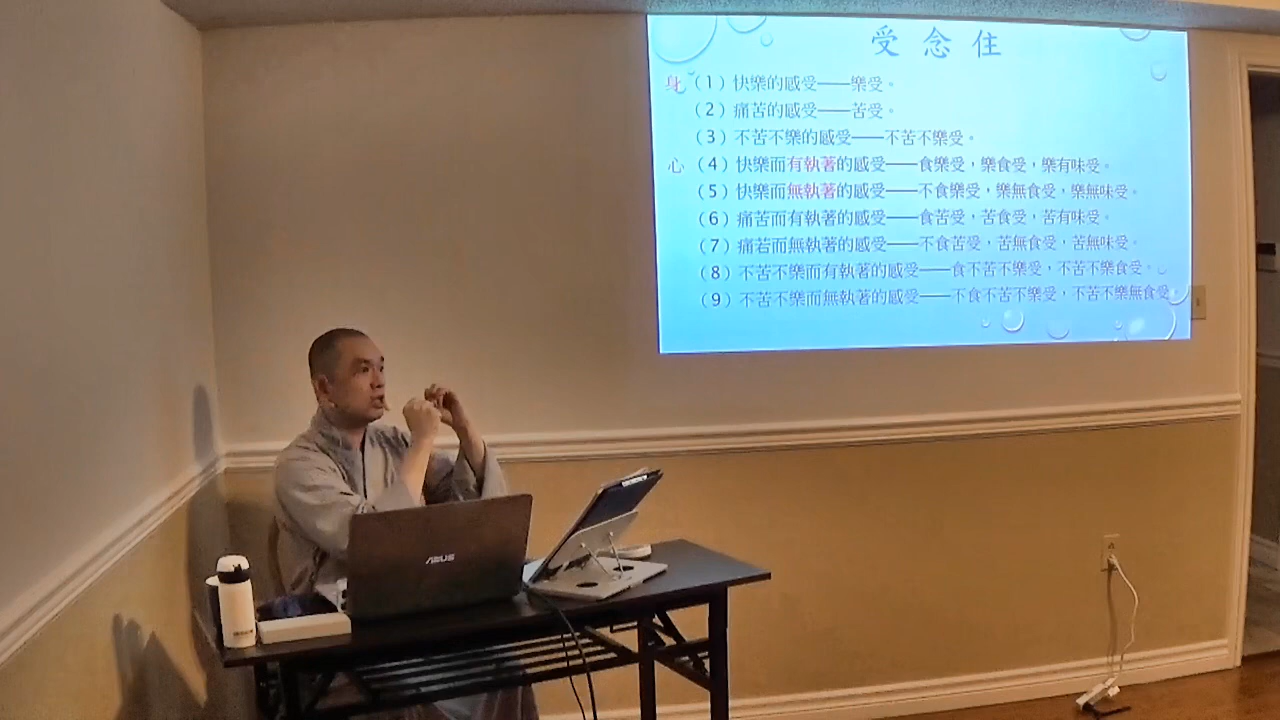 受念住
身（1）快樂的感受——樂受。
（2）痛苦的感受——苦受。
（3）不苦不樂的感受——不苦不樂受。
心（4）快樂而有執著的感受——食樂受，樂食受，樂有味受。
（5）快樂而無執著的感受——不食樂受，樂無食受，樂無味受。
（6）痛苦而有執著的感受——食苦受，苦食受，苦有味受。
（7）痛若而無執著的感受——不食苦受，苦無食受，苦無味受。
（8）不苦不樂而有執著的感受——食不苦不樂受，不苦不樂食受。
（9）不苦不樂而無執著的感受——不食不苦不樂受，不苦不樂無食受。
ASUS